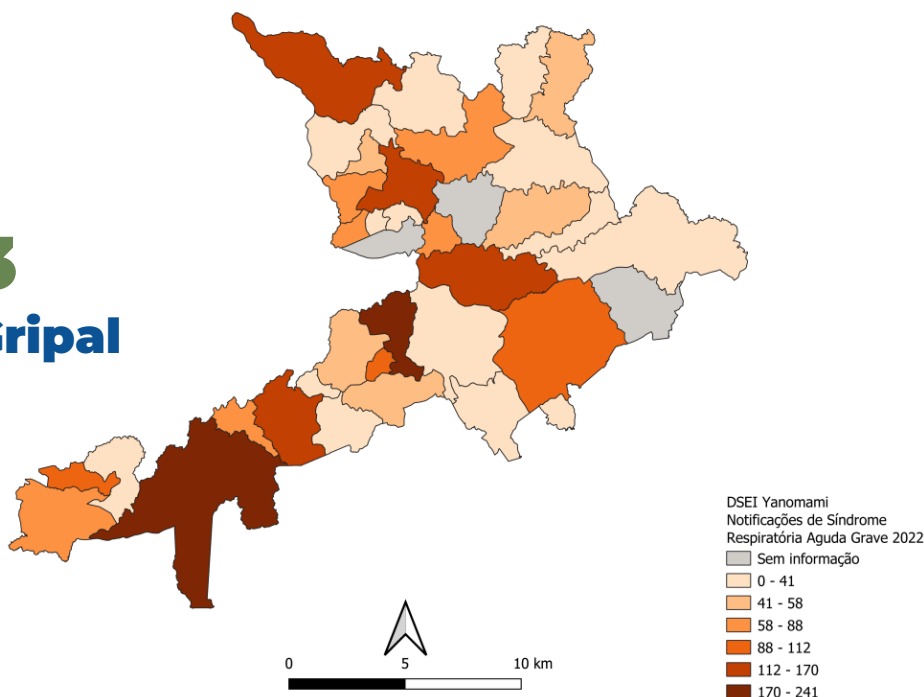 3
Gripal
DSEI Yanomami
Notificações de Síndrome
Respiratória Aguda Grave 2022
Sem informação
0 - 41
41 - 58
58 - 88
88 - 112
112 - 170
170 - 241
0 5 10 km